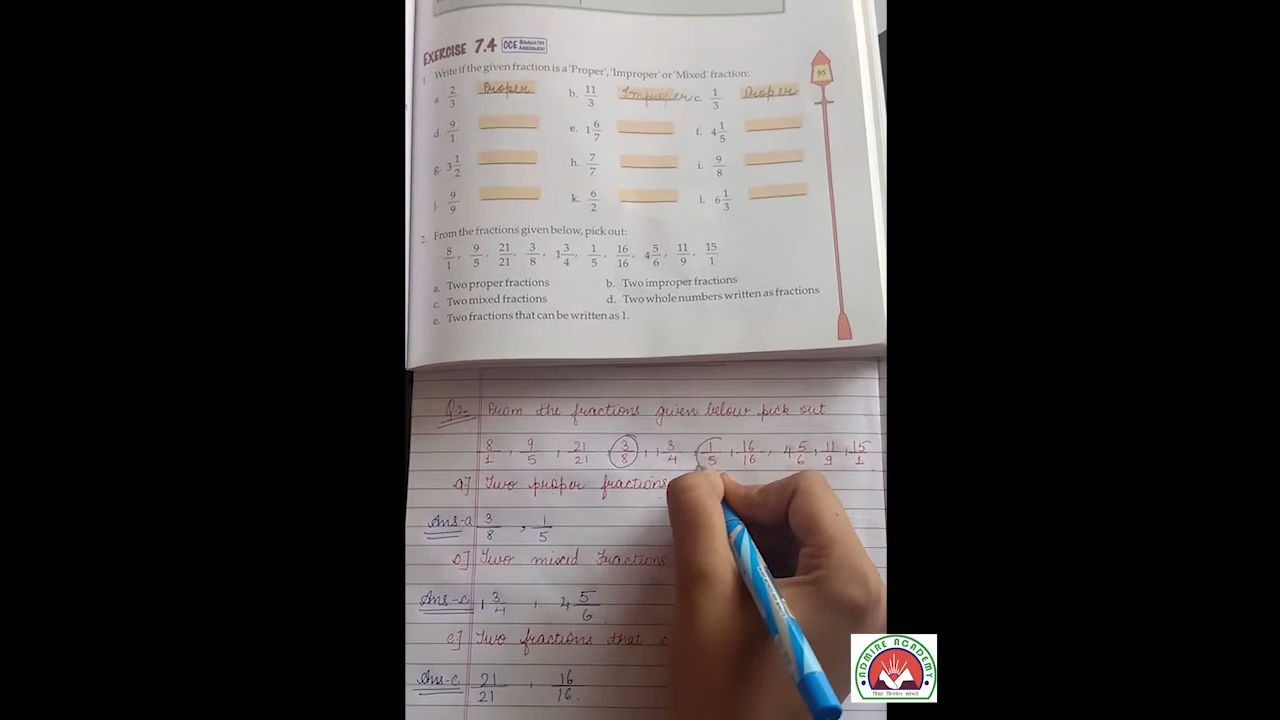 EXERCISE 7.4 CCE SUMMATIVE ASSESSMENT
1. Write if the given fraction is a 'Proper', 'Improper' or 'Mixed' fraction:
a. 2/3 Proper b. 11/3 Improper c. 1/3 Proper
d. 9/1 e. 1 6/7 f. 4 1/5
g. 3 1/2 h. 7/7 i. 9/8
j. 9/9 k. 6/2 l. 6 1/3
95
2. From the fractions given below, pick out:
8/1, 9/5, 21/21, 3/8, 1 3/4, 1/5, 16/16, 4 5/6, 11/9, 15/1
a. Two proper fractions b. Two improper fractions
c. Two mixed fractions d. Two whole numbers written as fractions
e. Two fractions that can be written as 1.
Q.2 From the fractions given below pick out
8/1, 9/5, 21/21, 3/8, 1 3/4, 1/5, 16/16, 4 5/6, 11/9, 15/1
a] Two proper fractions
Ans-a 3/8, 1/5
Two mixed Fractions
Ans-c 1 3/4, 4 5/6
e] Two fractions that
Ans-e 21/21, 16/16.
ADMIRE ACADEMY